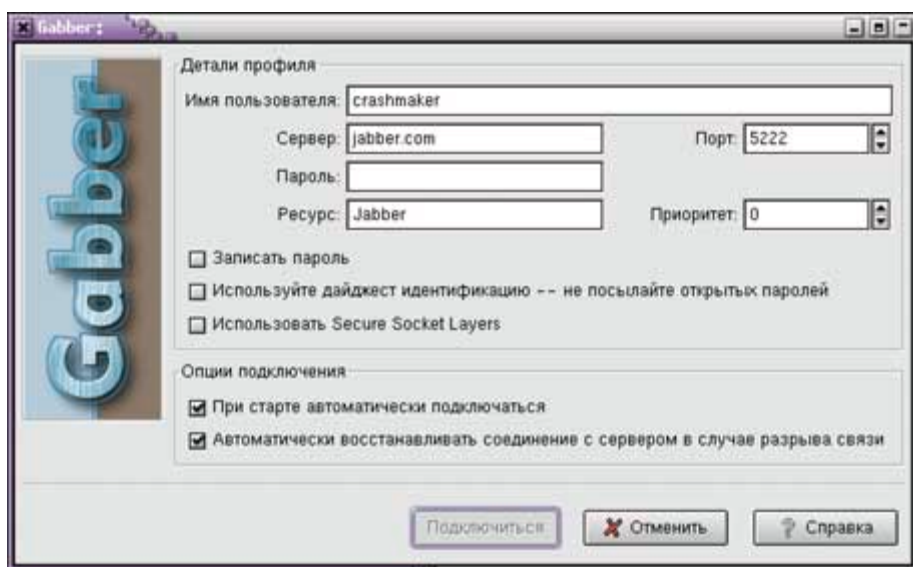 Gabber:
Gabber
Детали профиля
Имя пользователя: crashmaker
Сервер: jabber.com Порт: 5222
Пароль:
Ресурс: Jabber Приоритет: 0
Записать пароль
Используйте дайджест идентификацию -- не посылайте открытых паролей
Использовать Secure Socket Layers
Опции подключения
При старте автоматически подключаться
Автоматически восстанавливать соединение с сервером в случае разрыва связи
Подключиться Отменить ? Справка